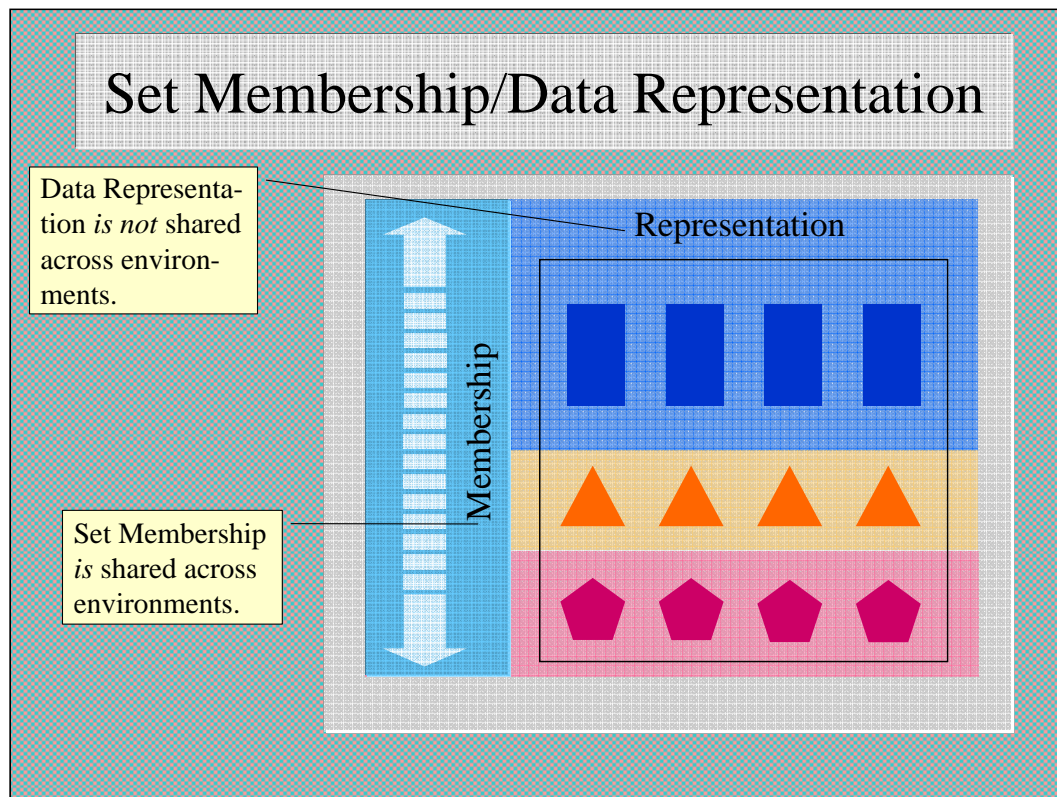 Set Membership/Data Representation
Data Representa-
tion is not shared
across environ-
ments.
Representation
Membership
Set Membership
is shared across
environments.